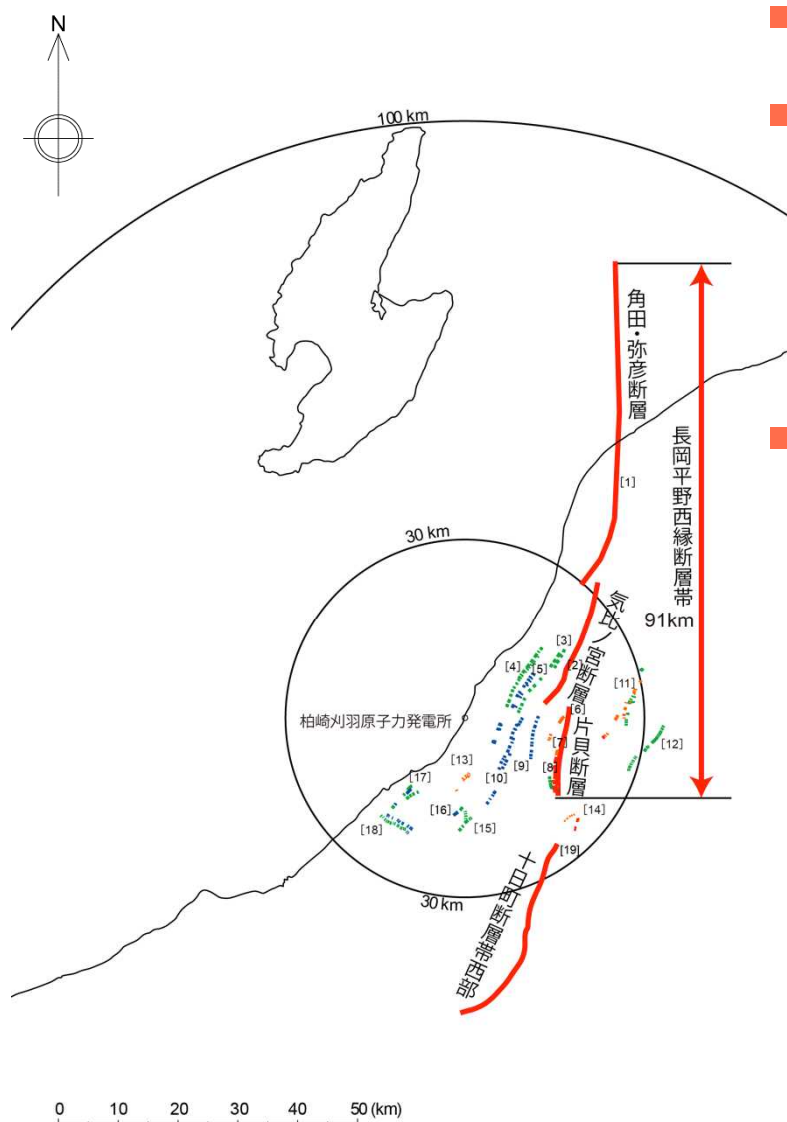 N
100 km
角田・弥彦断層
[1]
長岡平野西縁断層帯
91km
30 km
気比ノ宮断層
[3]
[4]
[5]
[2]
[11]
柏崎刈羽原子力発電所
[6]
片貝断層
[7]
[12]
[9]
[13]
[10]
[8]
[17]
[16]
[14]
[18]
[15]
[19]
十日町断層帯西部
30 km
0 10 20 30 40 50 (km)